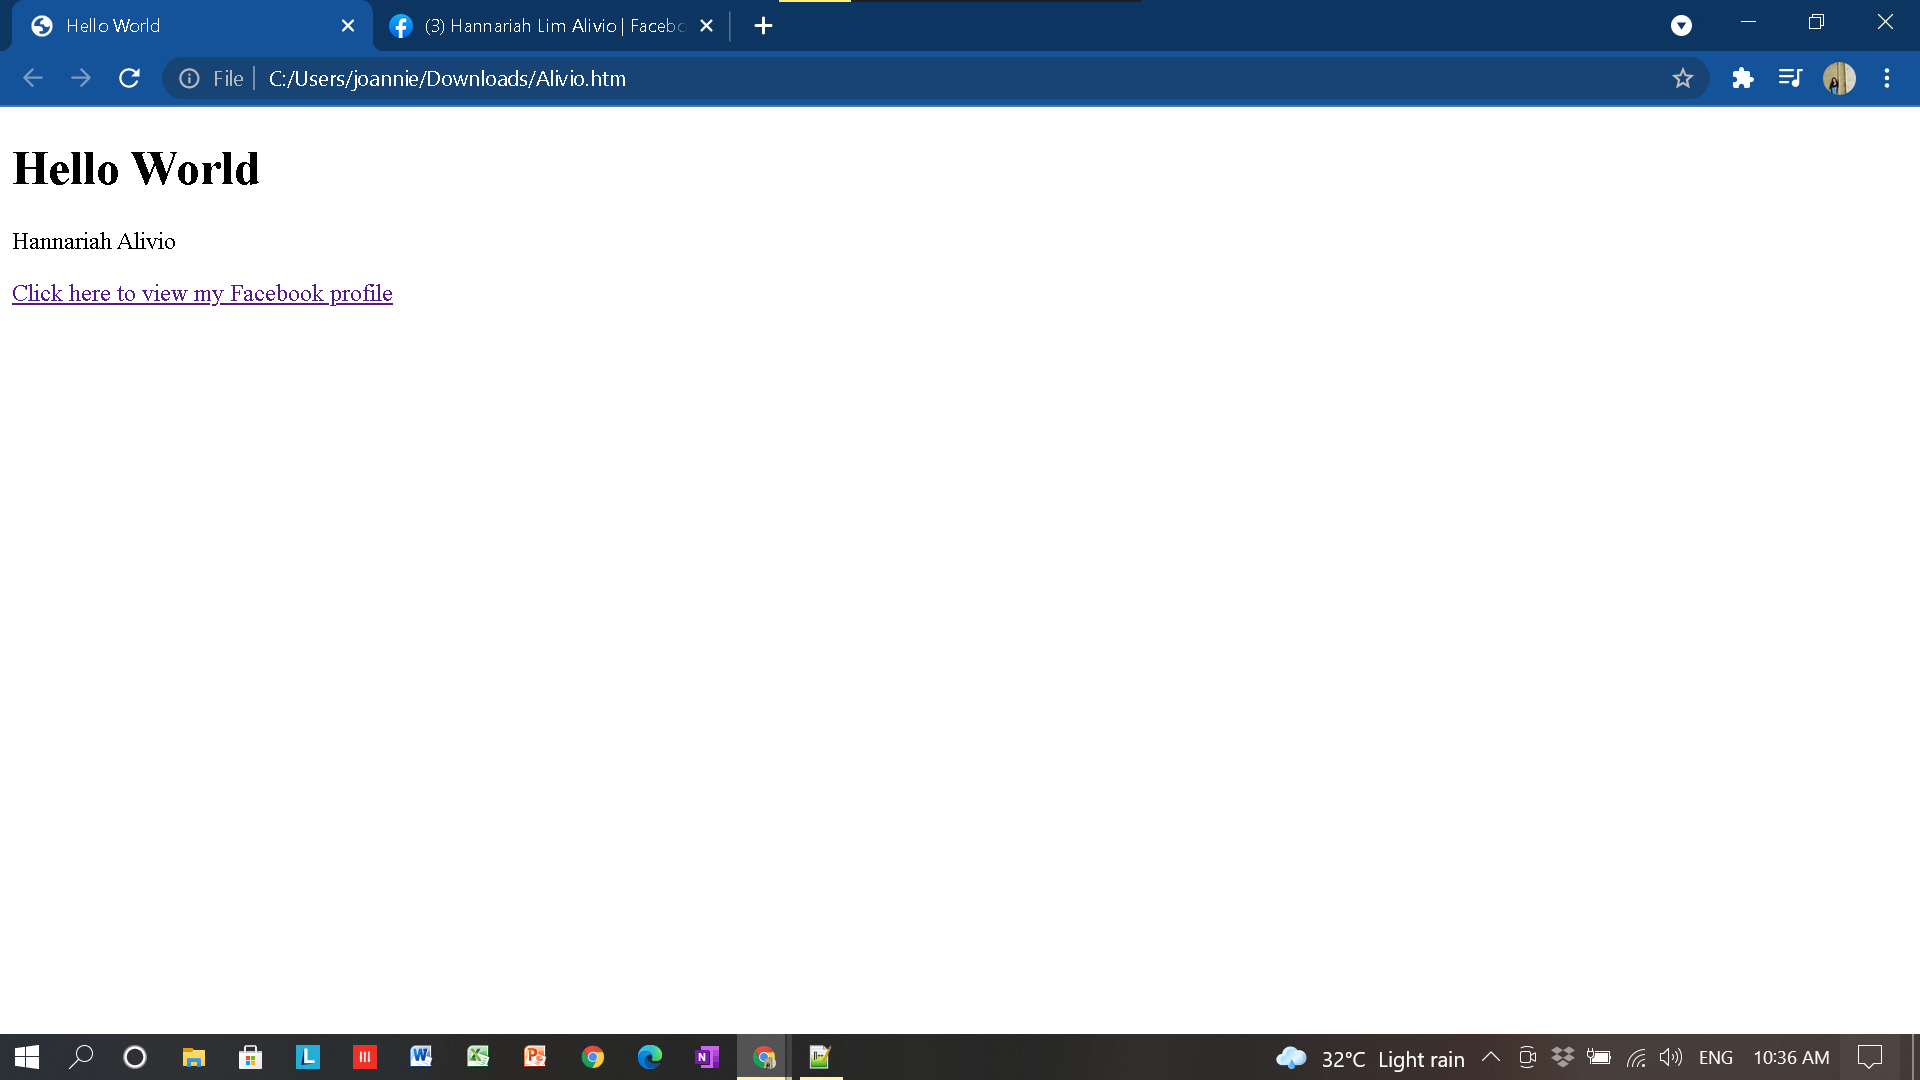 Hello World
(3) Hannariah Lim Alivio | Facebo
File
C:/Users/joannie/Downloads/Alivio.htm
Hello World
Hannariah Alivio
Click here to view my Facebook profile
32°C Light rain
ENG
10:36 AM